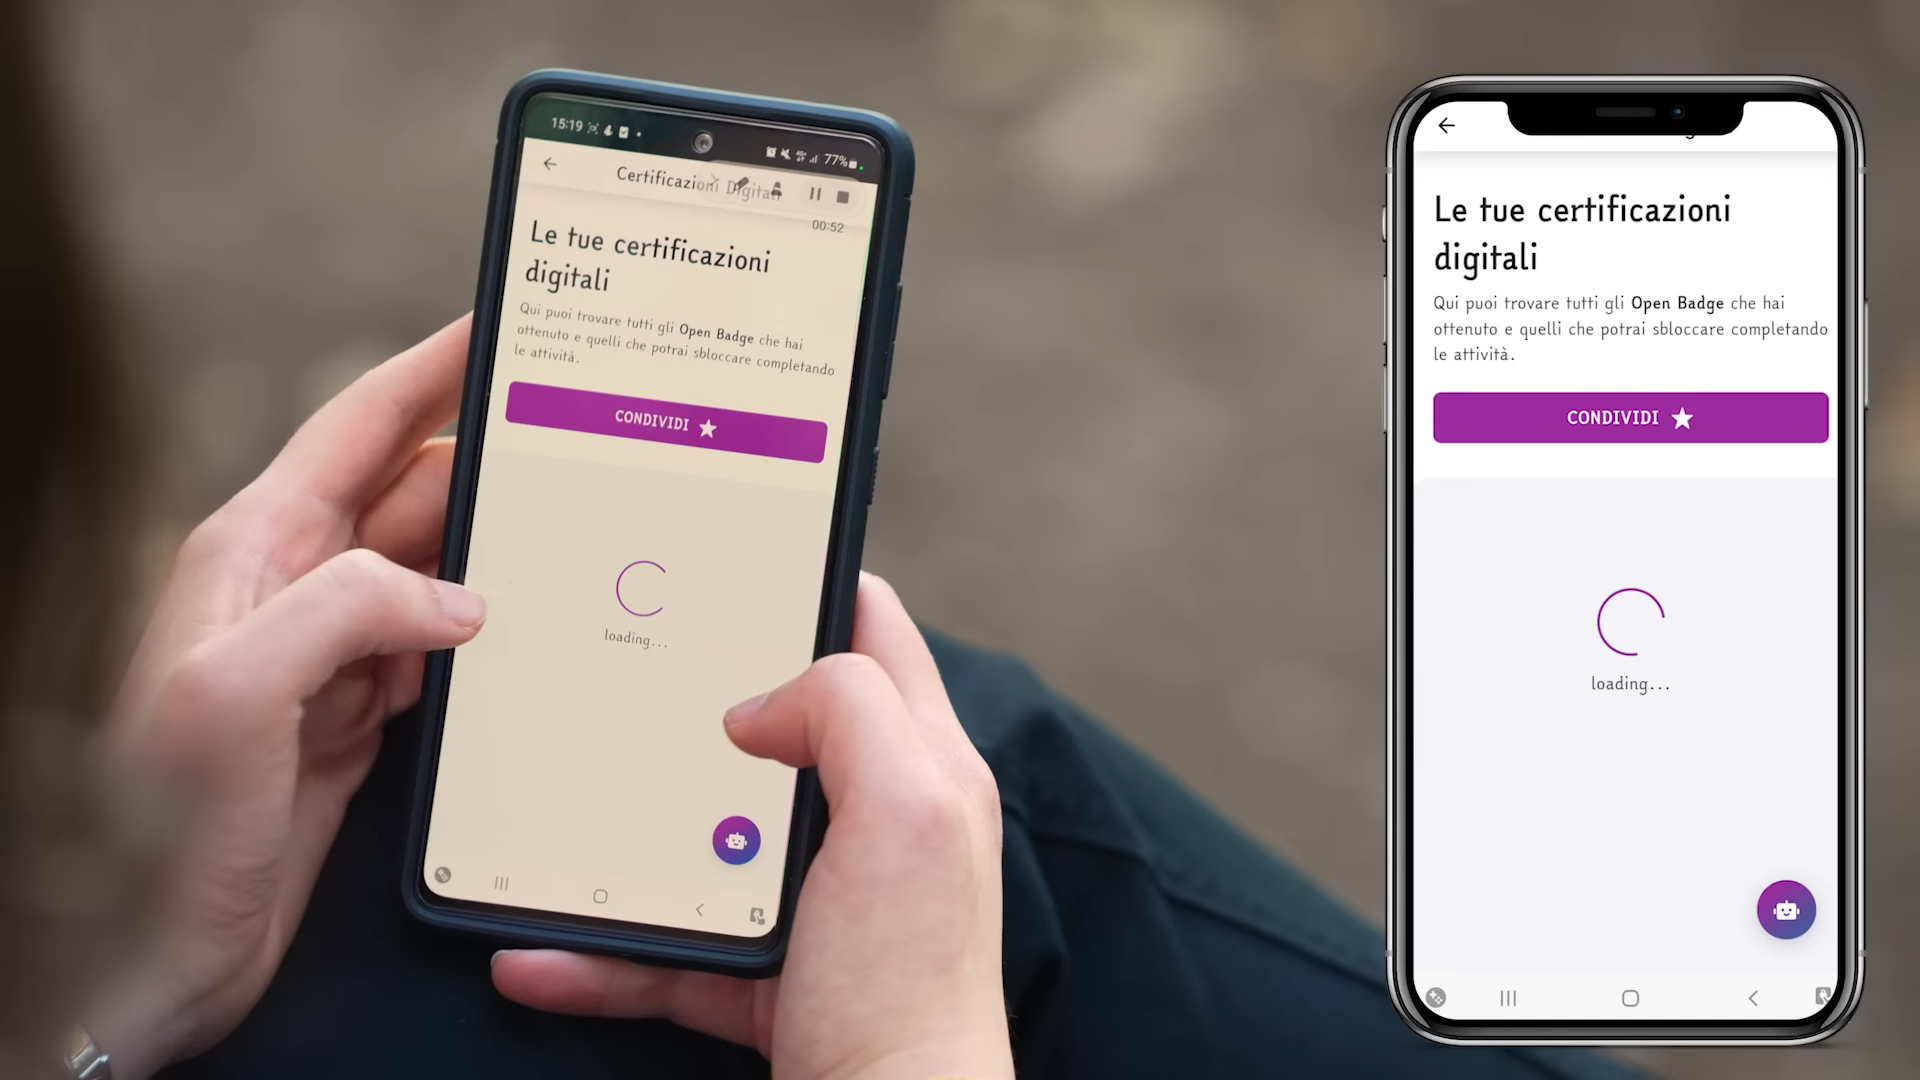 15:19
77%
Certificazioni Digitali
00:52
Le tue certificazioni
digitali
Qui puoi trovare tutti gli Open Badge che hai
ottenuto e quelli che potrai sbloccare completando
le attività.
CONDIVIDI
loading...
Le tue certificazioni
digitali
Qui puoi trovare tutti gli Open Badge che hai
ottenuto e quelli che potrai sbloccare completando
le attività.
CONDIVIDI
loading...